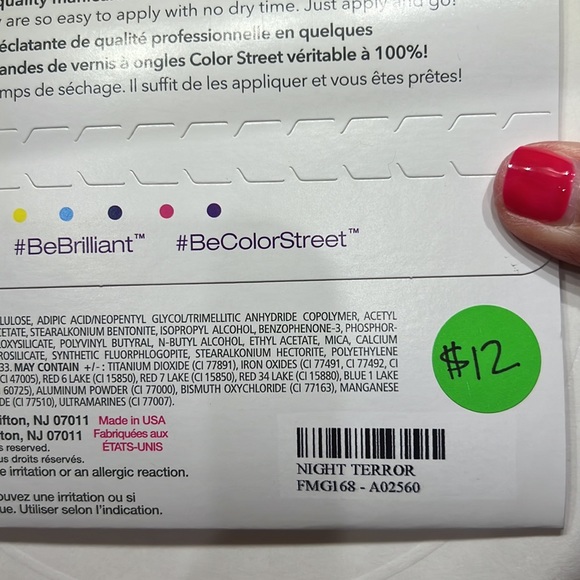 quality
are so easy to apply with no dry time. Just apply and go!
éclatante de qualité professionnelle en quelques
andes de vernis à ongles Color Street véritable à 100%!
mps de séchage. Il suffit de les appliquer et vous êtes prêtes!
#BeBrilliant™ #BeColorStreet™
LULOSE, ADIPIC ACID/NEOPENTYL GLYCOL/TRIMELLITIC ANHYDRIDE COPOLYMER, ACETYL
ETATE, STEARALKONIUM BENTONITE, ISOPROPYL ALCOHOL, BENZOPHENONE-3, PHOSPHOR-
OXYSILICATE, POLYVINYL BUTYRAL, N-BUTYL ALCOHOL, ETHYL ACETATE, MICA, CALCIUM
ROSILICATE, SYNTHETIC FLUORPHLOGOPITE, STEARALKONIUM HECTORITE, POLYETHYLENE
33. MAY CONTAIN +/- : TITANIUM DIOXIDE (CI 77891), IRON OXIDES (CI 77491, CI 77492, CI
CI 47005), RED 6 LAKE (CI 15850), RED 7 LAKE (CI 15850), RED 34 LAKE (CI 15880), BLUE 1 LAKE
60725), ALUMINUM POWDER (CI 77000), BISMUTH OXYCHLORIDE (CI 77163), MANGANESE
DE (CI 77510), ULTRAMARINES (CI 77007).
$12
ifton, NJ 07011 Made in USA
fton, NJ 07011 Fabriquées aux
ÉTATS-UNIS
s reserved.
us droits réservés.
e irritation or an allergic reaction.
ouvez une irritation ou si
ue. Utiliser selon l'indication.
NIGHT TERROR
FMG168 - A02560